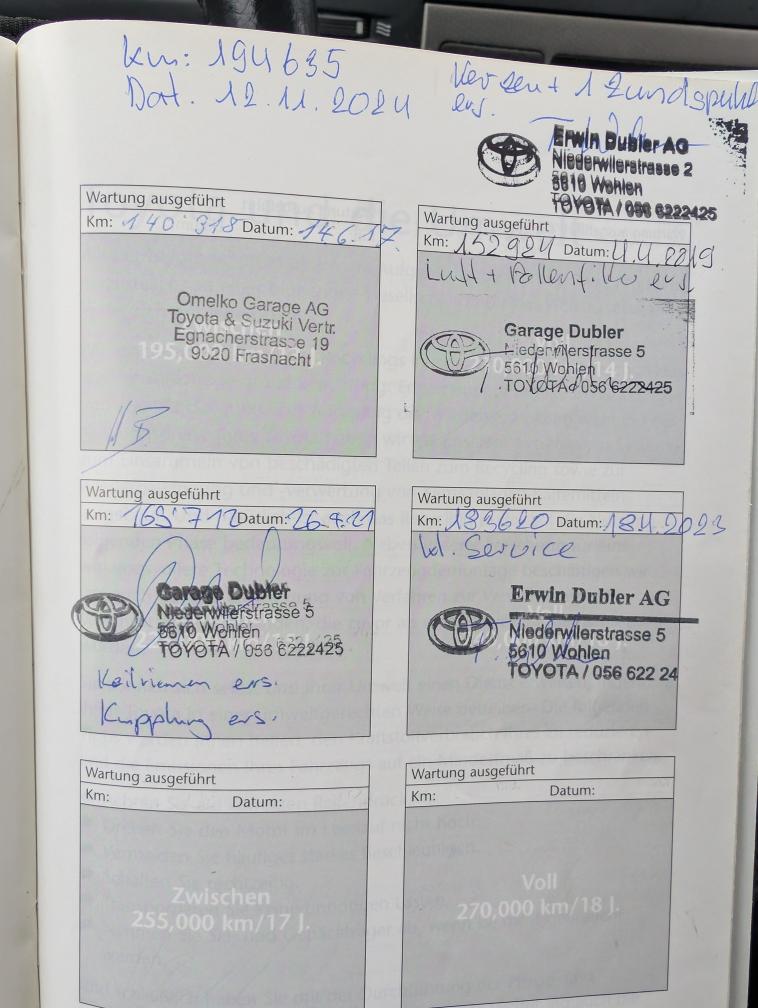 km: 194635
Dat. 12.11.2024
Kerzen + 1 Zündspuhle
ers.
Erwin Dubler AG
Niederwilerstrasse 2
5610 Wohlen
TOYOTA / 056 6222425
Wartung ausgeführt
Km: 140'318 Datum: 14.6.17.
Omelko Garage AG
Toyota & Suzuki Vertr.
Egnacherstrasse 19
9320 Frasnacht
195,0
Wartung ausgeführt
Km: 152924 Datum: 4.4.2019
Luft + Pollenfilter ers.
Garage Dubler
Niederwilerstrasse 5
5610 Wohlen
TOYOTA / 056 6222425
Wartung ausgeführt
Km: 165'712 Datum: 26.4.21
Garage Dubler
Niederwilerstrasse 5
5610 Wohlen
TOYOTA / 056 6222425
Keilriemen ers.
Kupplung ers.
Wartung ausgeführt
Km: 183620 Datum: 18.4.2023
kl. Service
Erwin Dubler AG
Niederwilerstrasse 5
5610 Wohlen
TOYOTA / 056 622 24
Wartung ausgeführt
Km: Datum:
Zwischen
255,000 km/17 J.
Wartung ausgeführt
Km: Datum:
Voll
270,000 km/18 J.